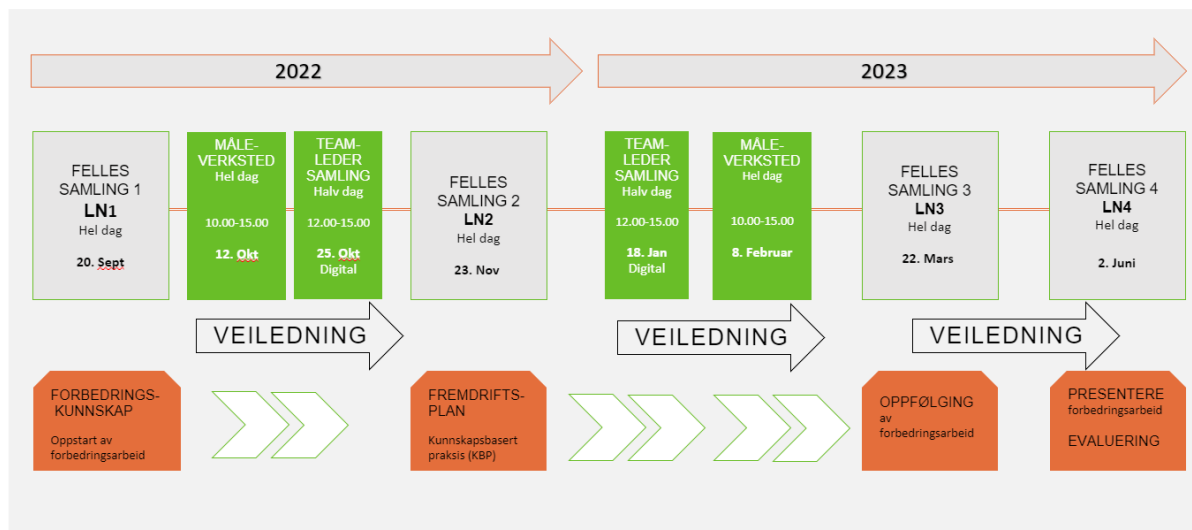 2022
2023
FELLES
SAMLING 1
LN1
Hel dag
20. Sept
MÅLE-
VERKSTED
Hel dag
10.00-15.00
12. Okt
TEAM-
LEDER
SAMLING
Halv dag
12.00-15.00
25. Okt
Digital
FELLES
SAMLING 2
LN2
Hel dag
23. Nov
TEAM-
LEDER
SAMLING
Halv dag
12.00-15.00
18. Jan
Digital
MÅLE-
VERKSTED
Hel dag
10.00-15.00
8. Februar
FELLES
SAMLING 3
LN3
Hel dag
22. Mars
FELLES
SAMLING 4
LN4
Hel dag
2. Juni
VEILEDNING
VEILEDNING
VEILEDNING
FORBEDRINGS-
KUNNSKAP
Oppstart av
forbedringsarbeid
FREMDRIFTS-
PLAN
Kunnskapsbasert
praksis (KBP)
OPPFØLGING
av
forbedringsarbeid
PRESENTERE
forbedringsarbeid
EVALUERING